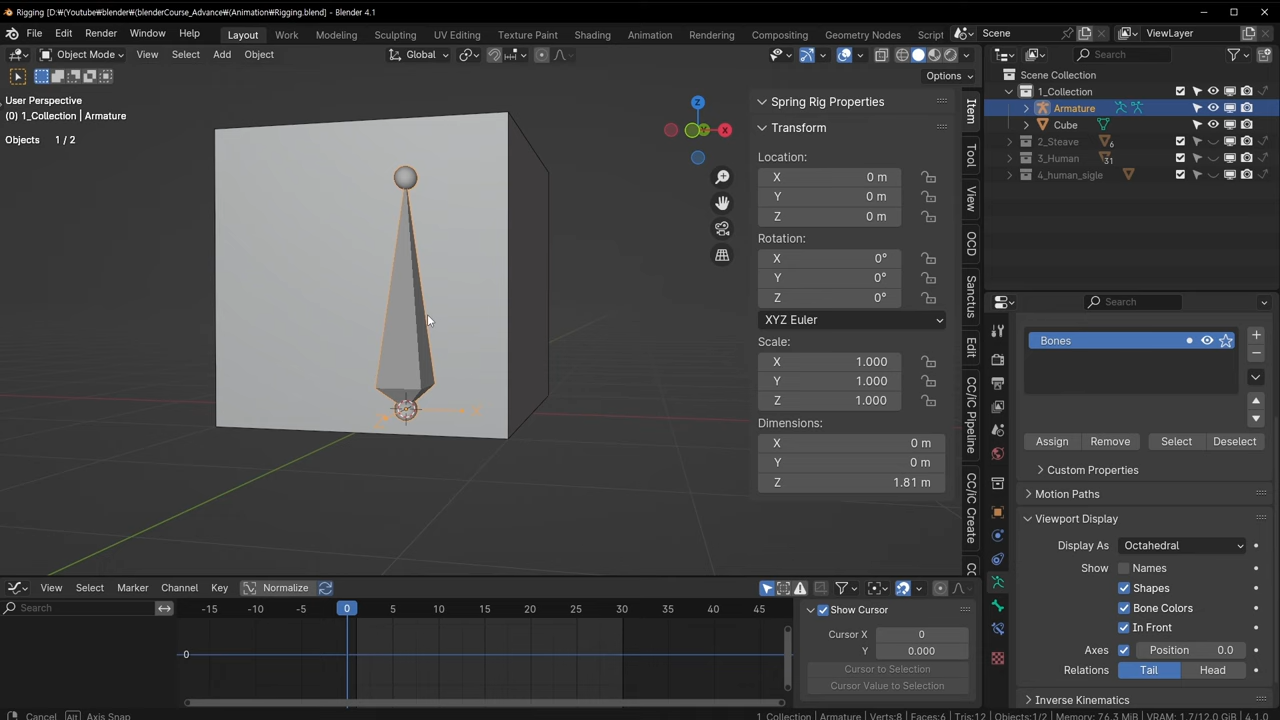 Rigging [D:₩(Youtube₩blender₩(blenderCourse_Advance₩(Animation₩Rigging.blend] - Blender 4.1
File Edit Render Window Help Layout Work Modeling Sculpting UV Editing Texture Paint Shading Animation Rigging Compositing Geometry Nodes Script Scene ViewLayer
Object Mode View Select Add Object Global Search
Options
User Perspective
(0) 1_Collection | Armature
Objects 1 / 2
Z
Y
X
Spring Rig Properties
Transform
Location:
X 0 m
Y 0 m
Z 0 m
Rotation:
X 0°
Y 0°
Z 0°
XYZ Euler
Scale:
X 1.000
Y 1.000
Z 1.000
Dimensions:
X 0 m
Y 0 m
Z 1.81 m
Item
Tool
View
OCD
Sanctus
Edit
CC/iC Pipeline
CC/iC Create
Scene Collection
1_Collection
Armature
Cube
2_Steave 6
3_Human 31
4_human_sigle
Search
Bones
Assign Remove Select Deselect
Custom Properties
Motion Paths
Viewport Display
Display As Octahedral
Show Names
Shapes
Bone Colors
In Front
Axes Position 0.0
Relations Tail Head
Inverse Kinematics
View Select Marker Channel Key Normalize
Search
-15 -10 -5 0 5 10 15 20 25 30 35 40 45
0
Show Cursor
Cursor X 0
Y 0.000
Cursor to Selection
Cursor Value to Selection
Cancel Alt Axis Snap
1_Collection | Armature | Verts:8 | Faces:6 | Tris:12 | Objects:1/2 | Memory: 76.3 MiB | VRAM: 1.7/12.0 GiB | 4.1.0